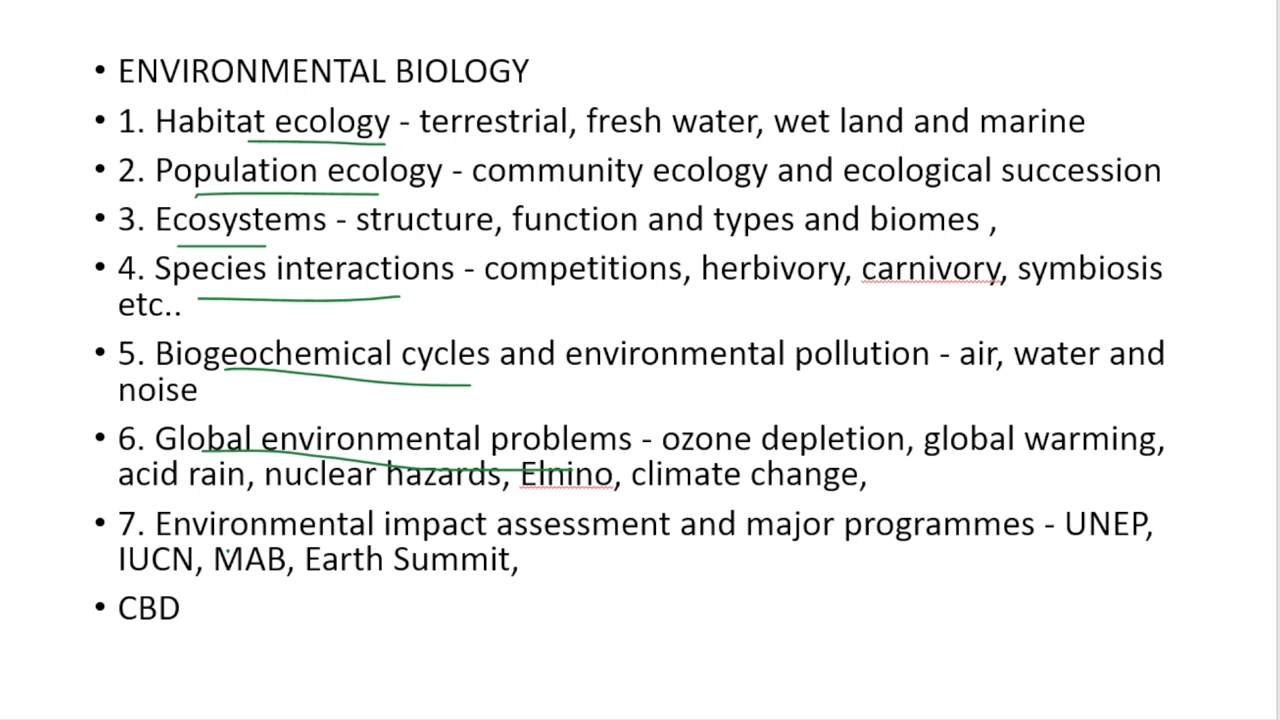 • ENVIRONMENTAL BIOLOGY
• 1. Habitat ecology - terrestrial, fresh water, wet land and marine
• 2. Population ecology - community ecology and ecological succession
• 3. Ecosystems - structure, function and types and biomes ,
• 4. Species interactions - competitions, herbivory, carnivory, symbiosis
etc..
• 5. Biogeochemical cycles and environmental pollution - air, water and
noise
• 6. Global environmental problems - ozone depletion, global warming,
acid rain, nuclear hazards, Elnino, climate change,
• 7. Environmental impact assessment and major programmes - UNEP,
IUCN, MAB, Earth Summit,
• CBD